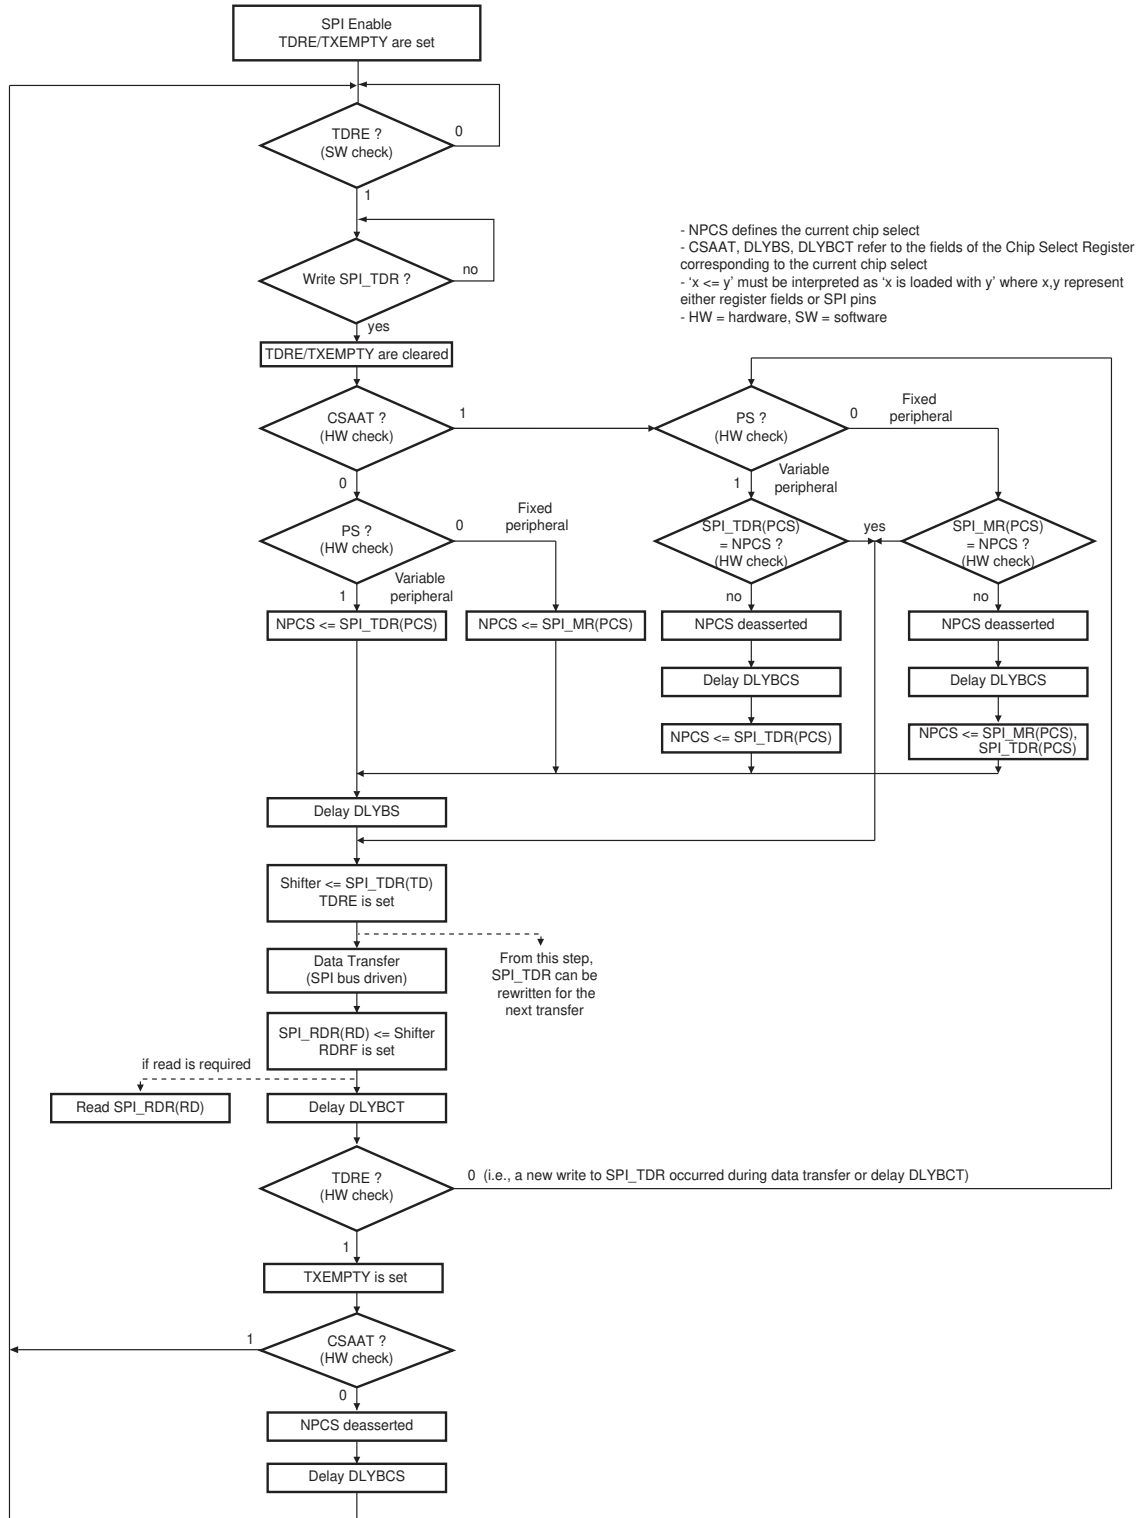 SPI Enable
TDRE/TXEMPTY are set
TDRE ?
(SW check)
0
1
- NPCS defines the current chip select
- CSAAT, DLYBS, DLYBCT refer to the fields of the Chip Select Register
corresponding to the current chip select
- ‘x <= y’ must be interpreted as ‘x is loaded with y’ where x,y represent
either register fields or SPI pins
- HW = hardware, SW = software
Write SPI_TDR ?
no
yes
TDRE/TXEMPTY are cleared
CSAAT ?
(HW check)
1
0
PS ?
(HW check)
0
Fixed
peripheral
Variable
peripheral
1
PS ?
(HW check)
0
Fixed
peripheral
1
Variable
peripheral
NPCS <= SPI_TDR(PCS)
NPCS <= SPI_MR(PCS)
SPI_TDR(PCS)
= NPCS ?
(HW check)
yes
SPI_MR(PCS)
= NPCS ?
(HW check)
no
no
NPCS deasserted
NPCS deasserted
Delay DLYBCS
Delay DLYBCS
NPCS <= SPI_TDR(PCS)
NPCS <= SPI_MR(PCS),
SPI_TDR(PCS)
Delay DLYBS
Shifter <= SPI_TDR(TD)
TDRE is set
Data Transfer
(SPI bus driven)
From this step,
SPI_TDR can be
rewritten for the
next transfer
SPI_RDR(RD) <= Shifter
RDRF is set
if read is required
Read SPI_RDR(RD)
Delay DLYBCT
TDRE ?
(HW check)
0 (i.e., a new write to SPI_TDR occurred during data transfer or delay DLYBCT)
1
TXEMPTY is set
CSAAT ?
(HW check)
1
0
NPCS deasserted
Delay DLYBCS